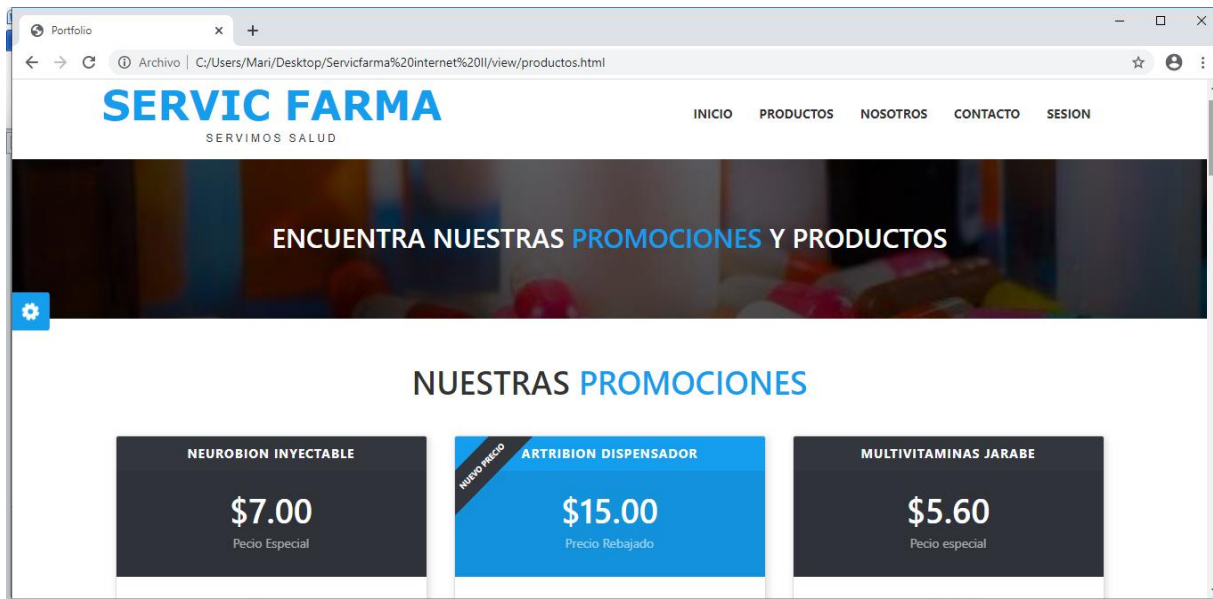 Portfolio
Archivo | C:/Users/Mari/Desktop/Servicfarma%20internet%20II/view/productos.html
SERVIC FARMA
SERVIMOS SALUD
INICIO PRODUCTOS NOSOTROS CONTACTO SESION
ENCUENTRA NUESTRAS PROMOCIONES Y PRODUCTOS
NUESTRAS PROMOCIONES
NEUROBION INYECTABLE
$7.00
Pecio Especial
NUEVO PRECIO
ARTRIBION DISPENSADOR
$15.00
Precio Rebajado
MULTIVITAMINAS JARABE
$5.60
Pecio especial